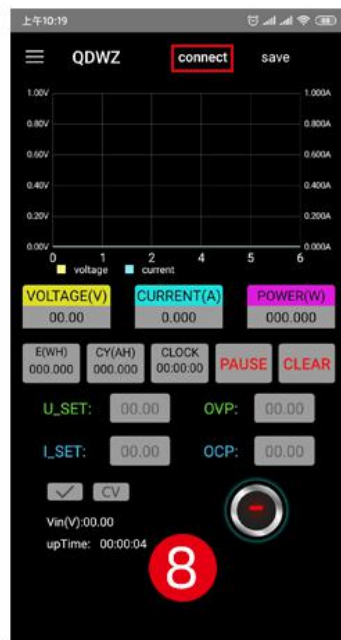 上午10:19
QDWZ connect save
1.00V 1.000A
0.80V 0.800A
0.60V 0.600A
0.40V 0.400A
0.20V 0.200A
0.00V 0.000A
0 1 2 4 5 6
voltage current
VOLTAGE(V) CURRENT(A) POWER(W)
00.00 0.000 000.000
E(WH) CY(AH) CLOCK PAUSE CLEAR
000.000 000.000 00:00:00
U_SET: 00.00 OVP: 00.00
I_SET: 00.00 OCP: 00.00
CV
Vin(V):00.00
upTime: 00:00:04
8